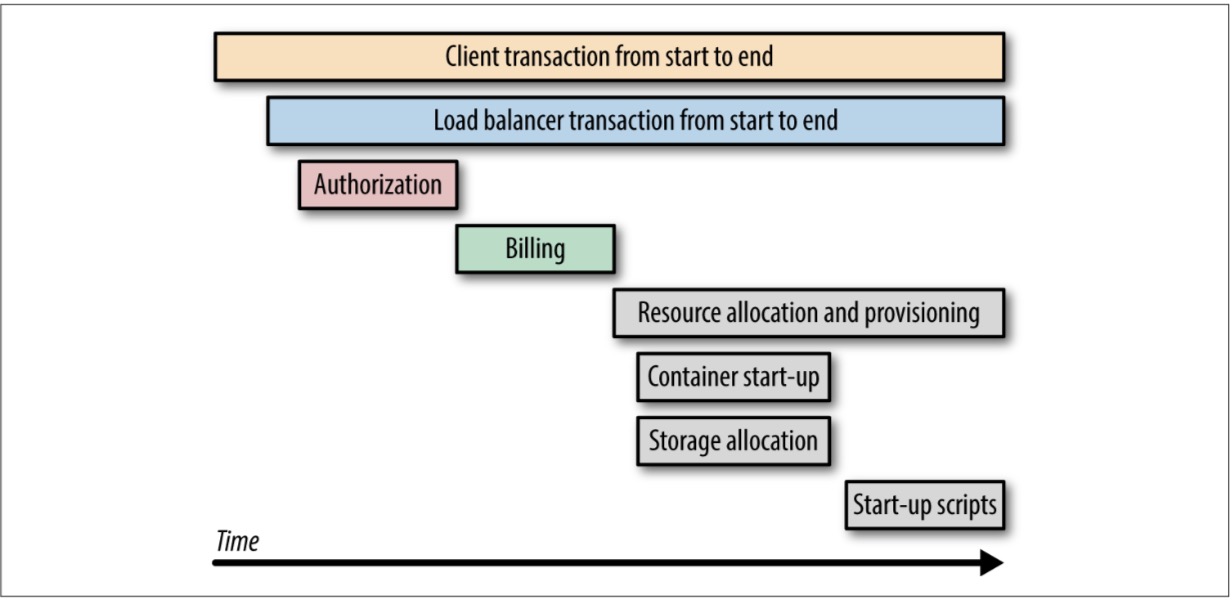 Client transaction from start to end
Load balancer transaction from start to end
Authorization
Billing
Resource allocation and provisioning
Container start-up
Storage allocation
Start-up scripts
Time